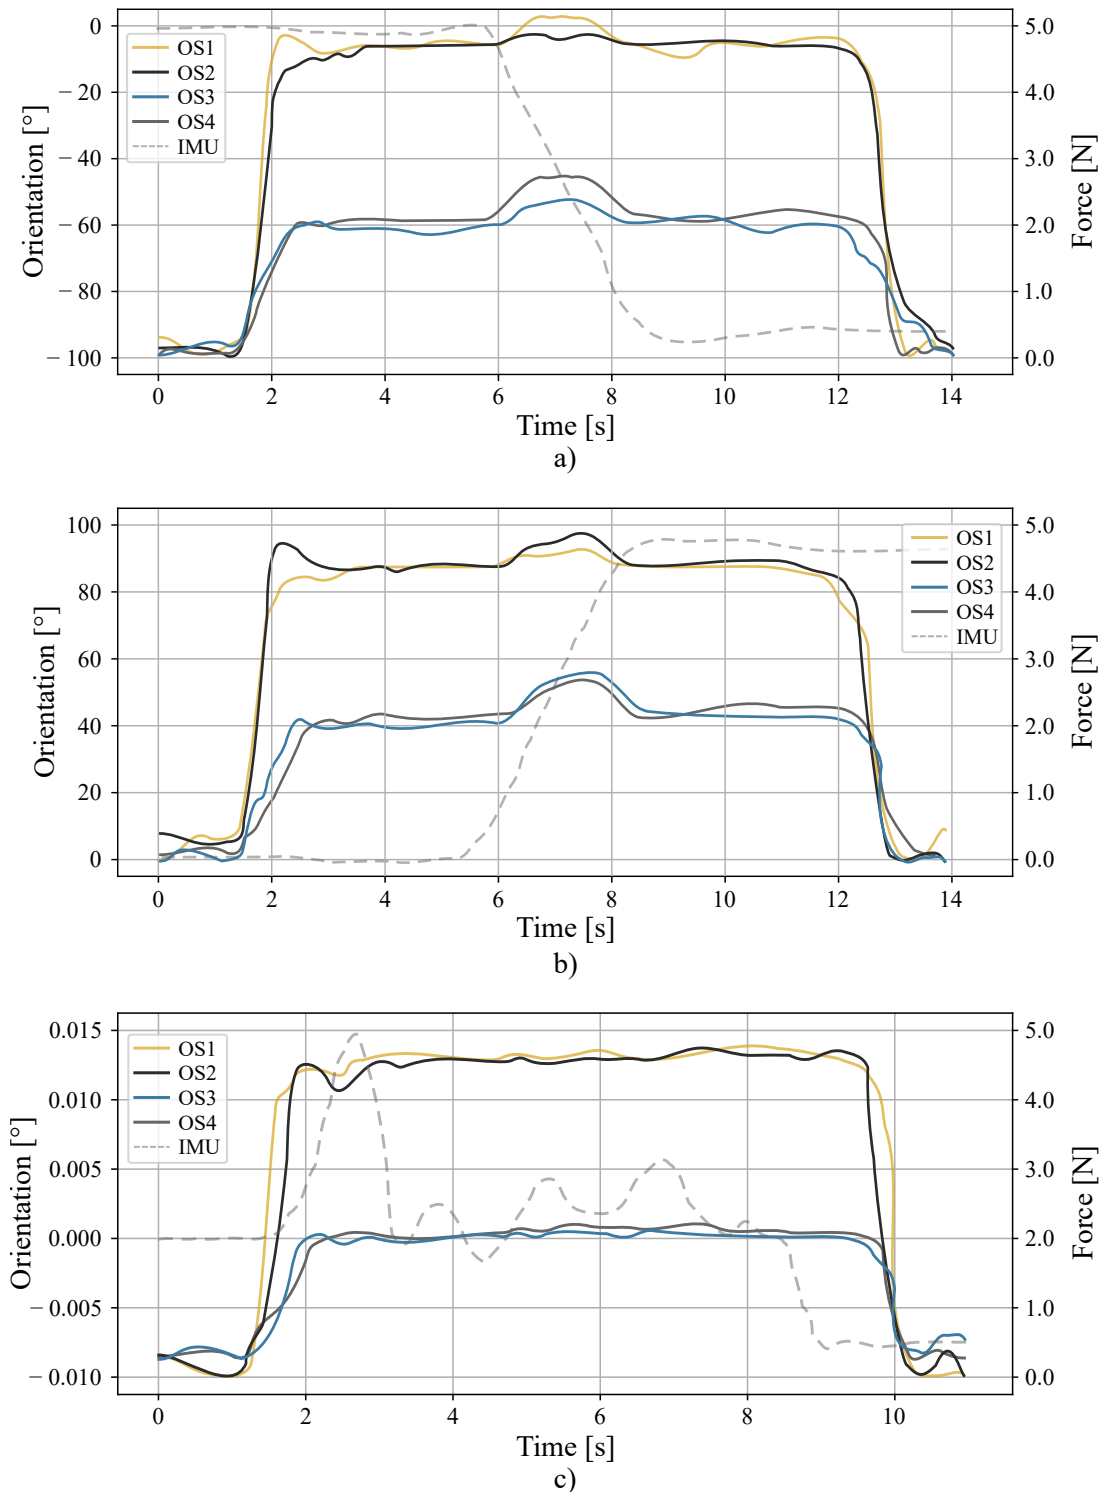 0
−20
−40
−60
−80
−100
5.0
4.0
3.0
2.0
1.0
0.0
Orientation [°]
Force [N]
OS1
OS2
OS3
OS4
IMU
0 2 4 6 8 10 12 14
Time [s]
a)
100
80
60
40
20
0
5.0
4.0
3.0
2.0
1.0
0.0
Orientation [°]
Force [N]
OS1
OS2
OS3
OS4
IMU
0 2 4 6 8 10 12 14
Time [s]
b)
0.015
0.010
0.005
0.000
−0.005
−0.010
5.0
4.0
3.0
2.0
1.0
0.0
Orientation [°]
Force [N]
OS1
OS2
OS3
OS4
IMU
0 2 4 6 8 10
Time [s]
c)